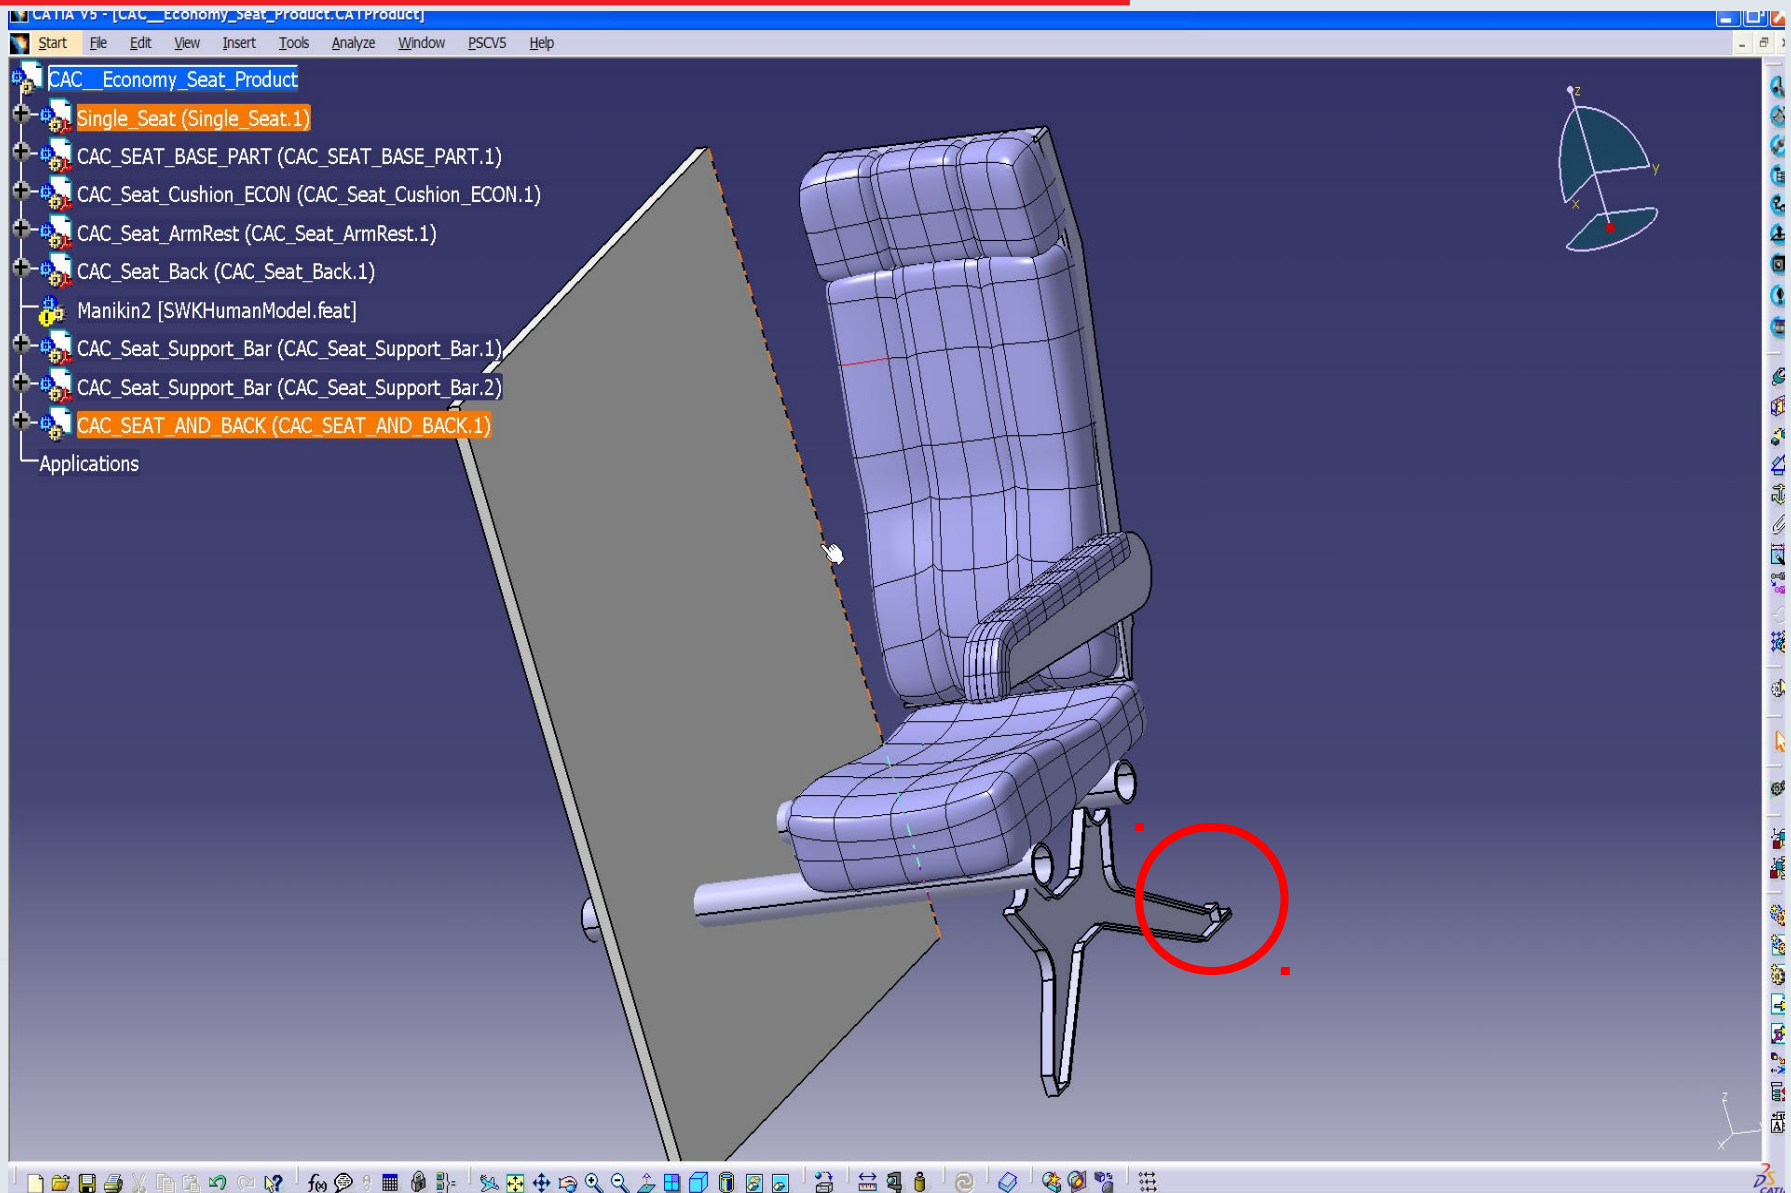 CATIA V5 - [CAC__Economy_Seat_Product.CATProduct]
Start File Edit View Insert Tools Analyze Window PSCV5 Help
CAC__Economy_Seat_Product
Single_Seat (Single_Seat.1)
CAC_SEAT_BASE_PART (CAC_SEAT_BASE_PART.1)
CAC_Seat_Cushion_ECON (CAC_Seat_Cushion_ECON.1)
CAC_Seat_ArmRest (CAC_Seat_ArmRest.1)
CAC_Seat_Back (CAC_Seat_Back.1)
Manikin2 [SWKHumanModel.feat]
CAC_Seat_Support_Bar (CAC_Seat_Support_Bar.1)
CAC_Seat_Support_Bar (CAC_Seat_Support_Bar.2)
CAC_SEAT_AND_BACK (CAC_SEAT_AND_BACK.1)
Applications
z
y
x
z
x
f(x)
CATIA